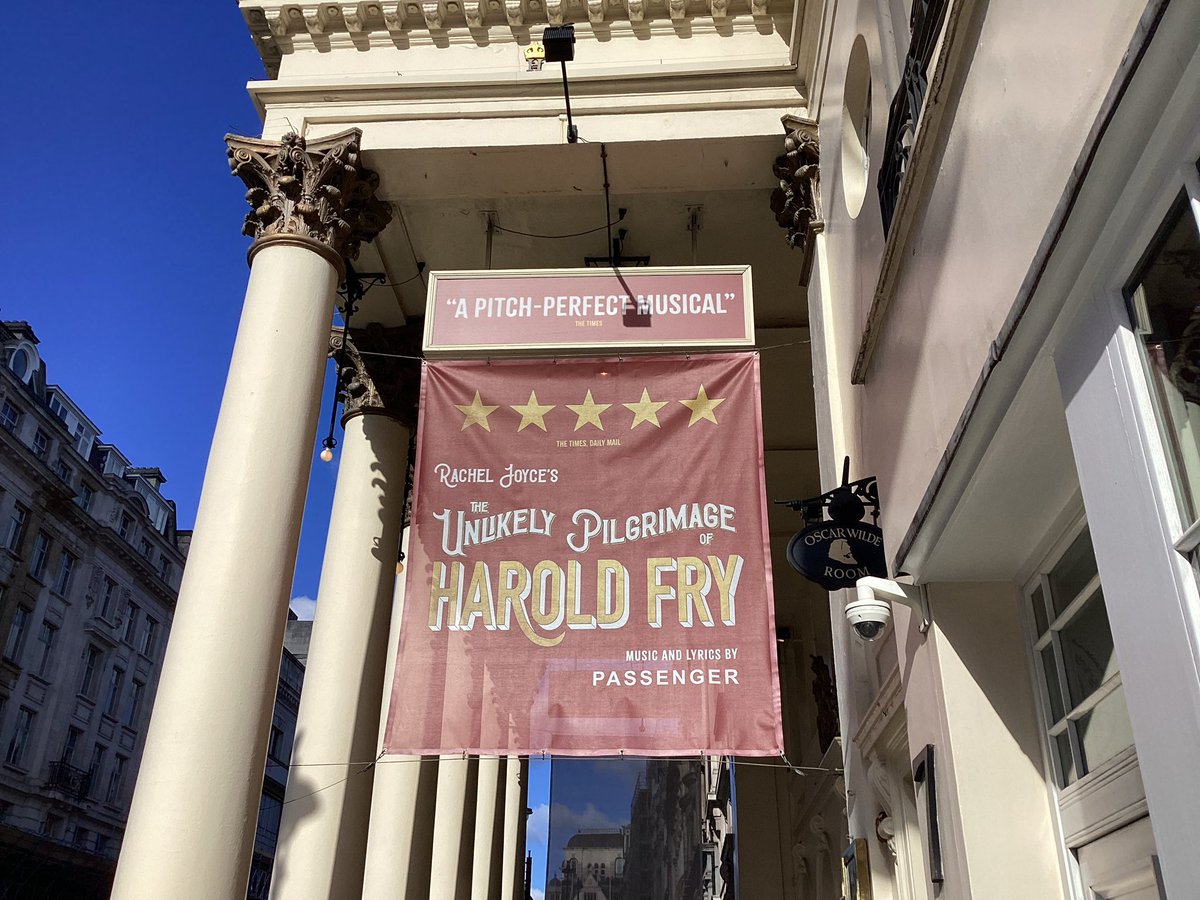 “A PITCH-PERFECT MUSICAL”
THE TIMES
THE TIMES, DAILY MAIL
RACHEL JOYCE'S
THE
UNLIKELY PILGRIMAGE
OF
HAROLD FRY
MUSIC AND LYRICS BY
PASSENGER
OSCAR WILDE
ROOM